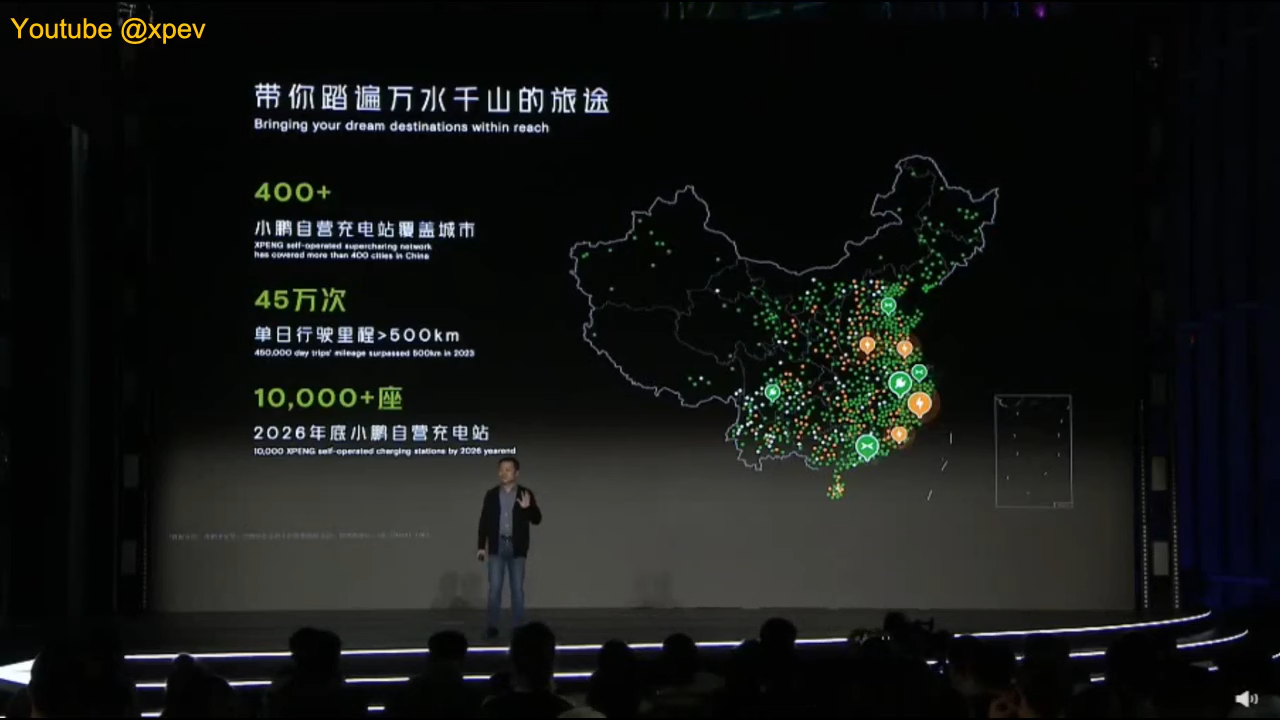 Youtube @xpev
带你踏遍万水千山的旅途
Bringing your dream destinations within reach
400+
小鹏自营充电站覆盖城市
XPENG self-operated supercharging network
has covered more than 400 cities in China
45万次
单日行驶里程>500km
450,000 day trips' mileage surpassed 500km in 2023
10,000+座
2026年底小鹏自营充电站
10,000 XPENG self-operated charging stations by 2026 yearend